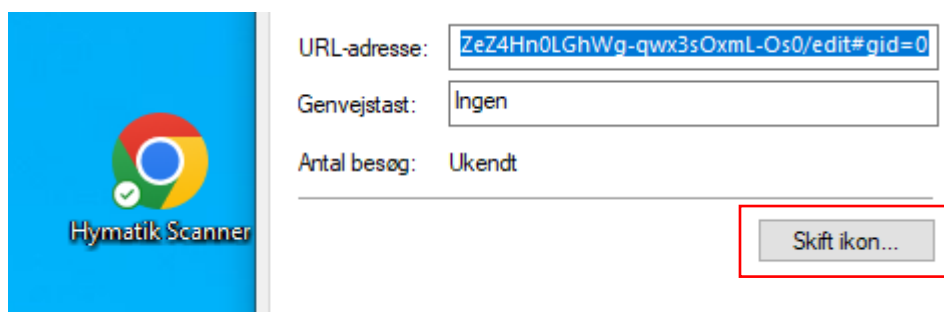 URL-adresse: ZeZ4Hn0LGhWg-qwx3sOxmL-Os0/edit#gid=0
Genvejstast: Ingen
Antal besøg: Ukendt
Hymatik Scanner
Skift ikon...